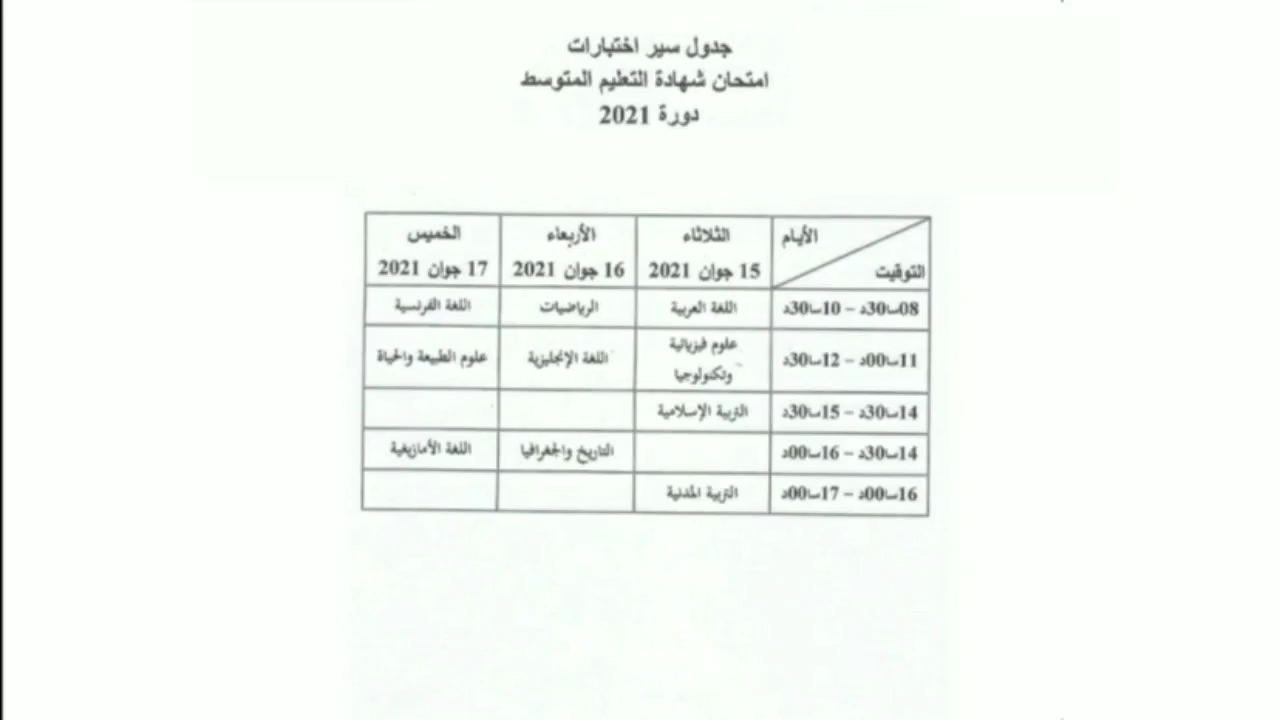 جدول سير اختبارات
امتحان شهادة التعليم المتوسط
دورة 2021
الأيام
التوقيت
الثلاثاء
15 جوان 2021
الأربعاء
16 جوان 2021
الخميس
17 جوان 2021
08سا30د – 10سا30د
اللغة العربية
الرياضيات
اللغة الفرنسية
11سا00د – 12سا30د
علوم فيزيائية
وتكنولوجيا
اللغة الإنجليزية
علوم الطبيعة والحياة
14سا30د – 15سا30د
التربية الإسلامية
14سا30د – 16سا00د
التاريخ والجغرافيا
اللغة الأمازيغية
16سا00د – 17سا00د
التربية المدنية